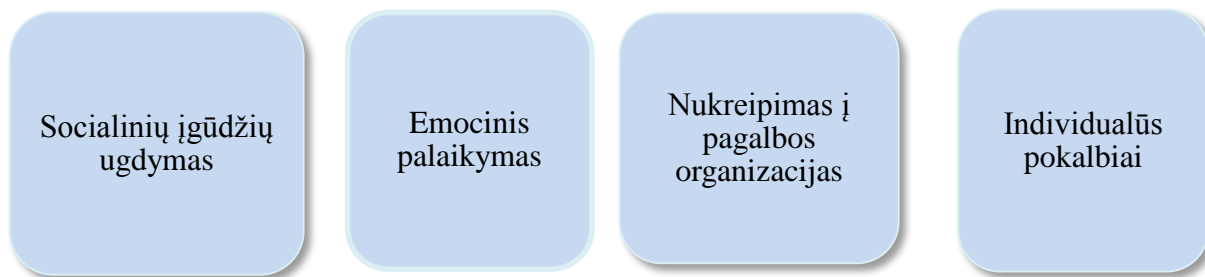 Socialinių įgūdžių
ugdymas
Emocinis
palaikymas
Nukreipimas į
pagalbos
organizacijas
Individualūs
pokalbiai